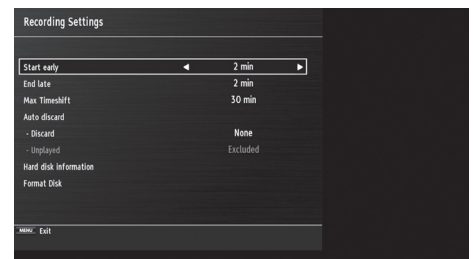 Recording Settings
Start early ◀ 2 min ▶
End late 2 min
Max Timeshift 30 min
Auto discard
- Discard None
- Unplayed Excluded
Hard disk information
Format Disk
MENU Exit